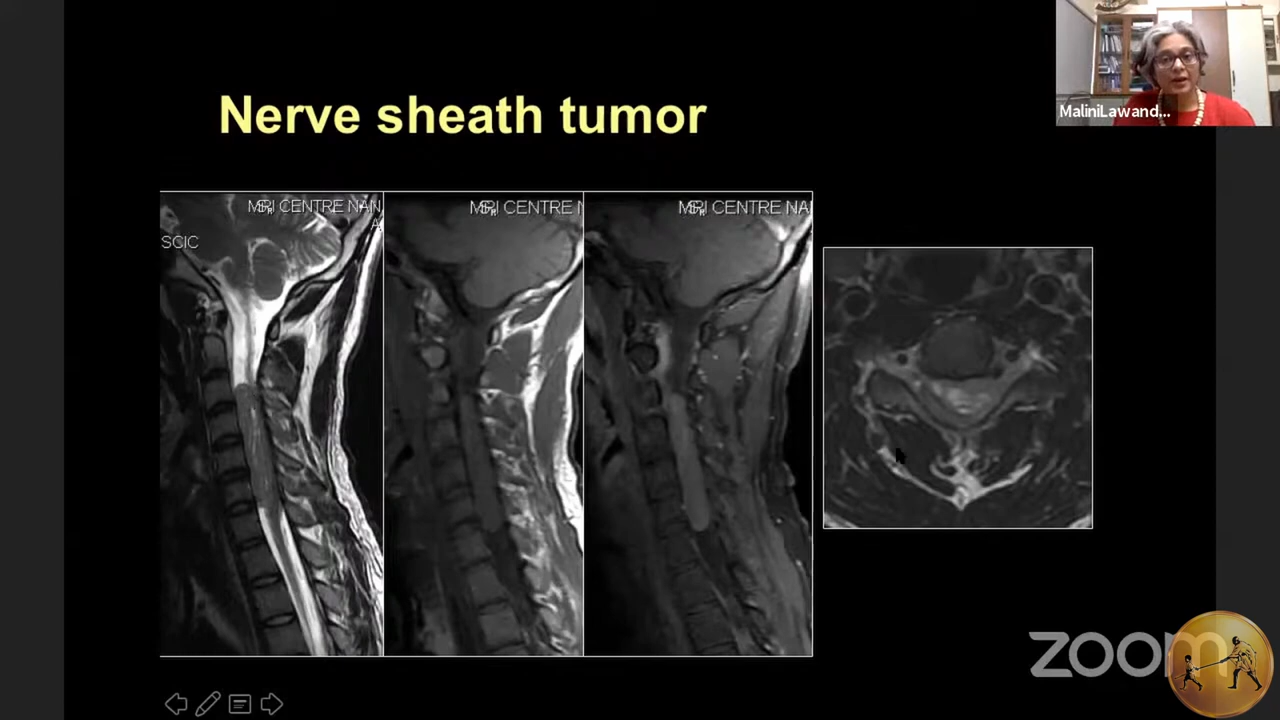 Nerve sheath tumor
MaliniLawand...
MRI CENTRE NAN
A
SCIC
MRI CENTRE N
MRI CENTRE NA
zoom